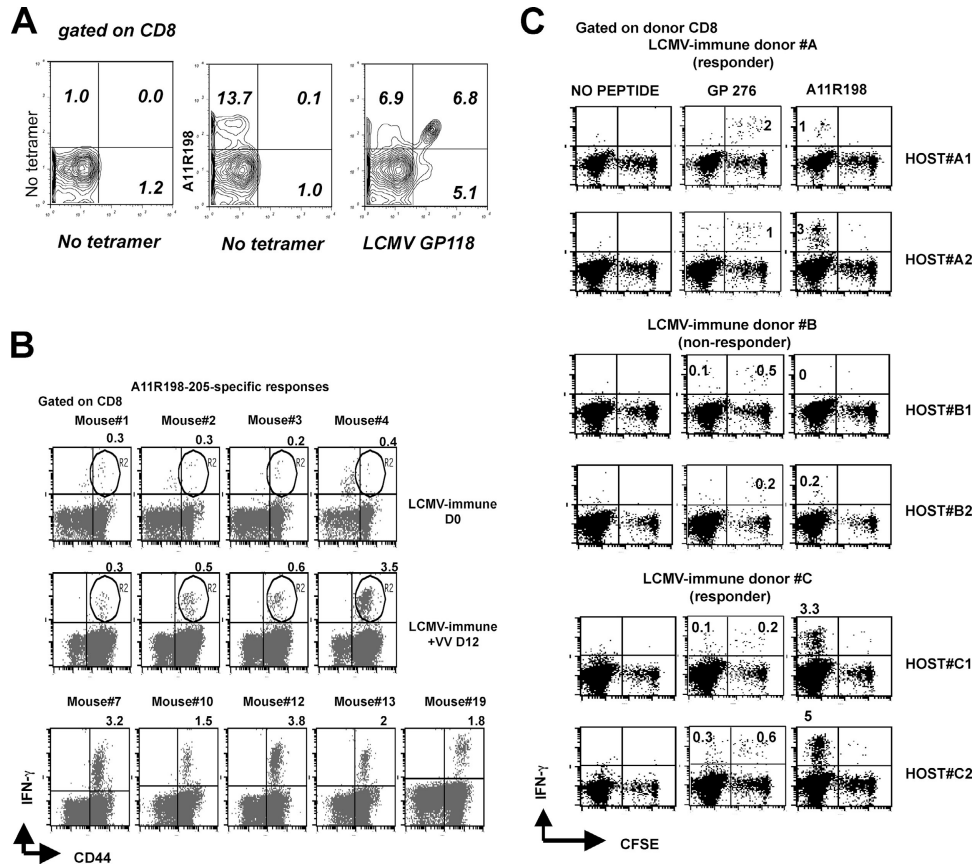 A
gated on CD8
1.0
0.0
1.2
No tetramer
No tetramer
13.7
0.1
1.0
A11R198
No tetramer
6.9
6.8
5.1
LCMV GP118
B
A11R198-205-specific responses
Gated on CD8
Mouse#1
Mouse#2
Mouse#3
Mouse#4
0.3
0.3
0.2
0.4
R2
R2
R2
R2
LCMV-immune
D0
0.3
0.5
0.6
3.5
R2
R2
R2
R2
LCMV-immune
+VV D12
Mouse#7
Mouse#10
Mouse#12
Mouse#13
Mouse#19
3.2
1.5
3.8
2
1.8
IFN-γ
CD44
C
Gated on donor CD8
LCMV-immune donor #A
(responder)
NO PEPTIDE
GP 276
A11R198
2
1
HOST#A1
1
3
HOST#A2
LCMV-immune donor #B
(non-responder)
0.1
0.5
0
HOST#B1
0.2
0.2
HOST#B2
LCMV-immune donor #C
(responder)
0.1
0.2
3.3
HOST#C1
0.3
0.6
5
HOST#C2
IFN-γ
CFSE